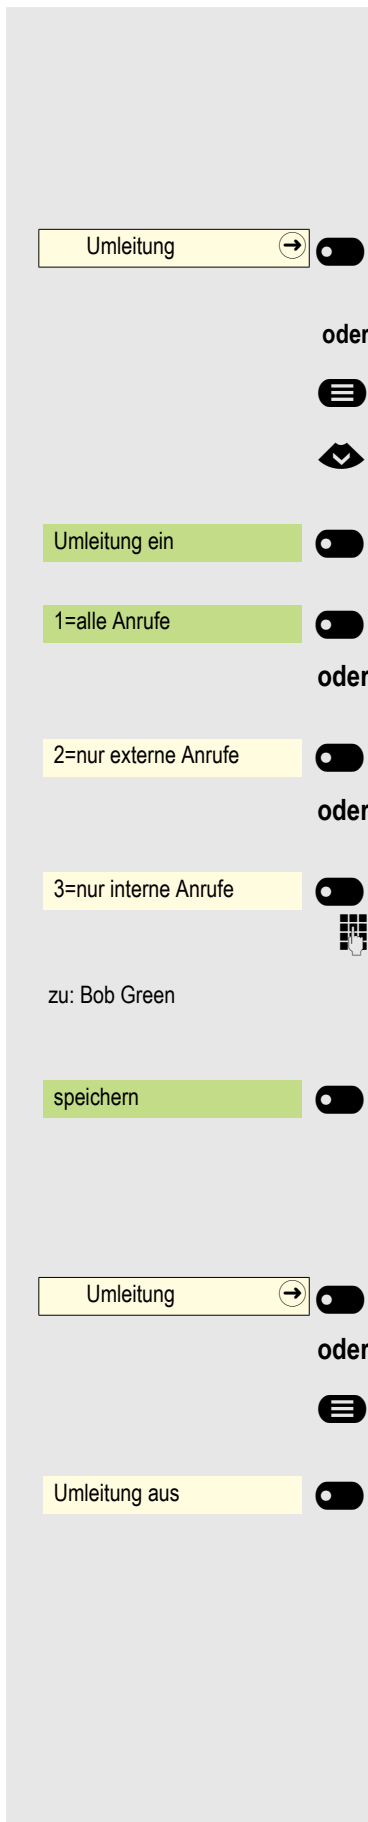 Umleitung
oder
Umleitung ein
1=alle Anrufe
oder
2=nur externe Anrufe
oder
3=nur interne Anrufe
zu: Bob Green
speichern
Umleitung
oder
Umleitung aus